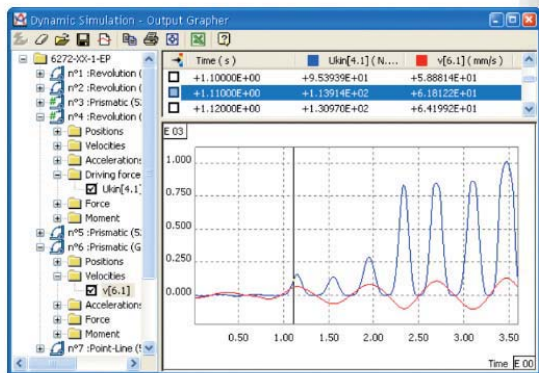 Dynamic Simulation - Output Grapher
6272-XX-1-EP
n°1 :Revolution (
n°2 :Revolution (
n°3 :Prismatic (S:
n°4 :Revolution (
Positions
Velocities
Accelerations
Driving force
Ukin[4.1]
Force
Moment
n°5 :Prismatic (S.
n°6 :Prismatic (G
Positions
Velocities
v[6.1]
Accelerations
Force
Moment
n°7 :Point-Line (S
Time ( s ) Ukin[4.1] ( N.... v[6.1] ( mm/s )
+1.10000E+00 +9.53939E+01 +5.88814E+01
+1.11000E+00 +1.13914E+02 +6.18122E+01
+1.12000E+00 +1.30970E+02 +6.41992E+01
E 03
1.000
0.750
0.500
0.250
0.000
0.50 1.00 1.50 2.00 2.50 3.00 3.50
Time E 00